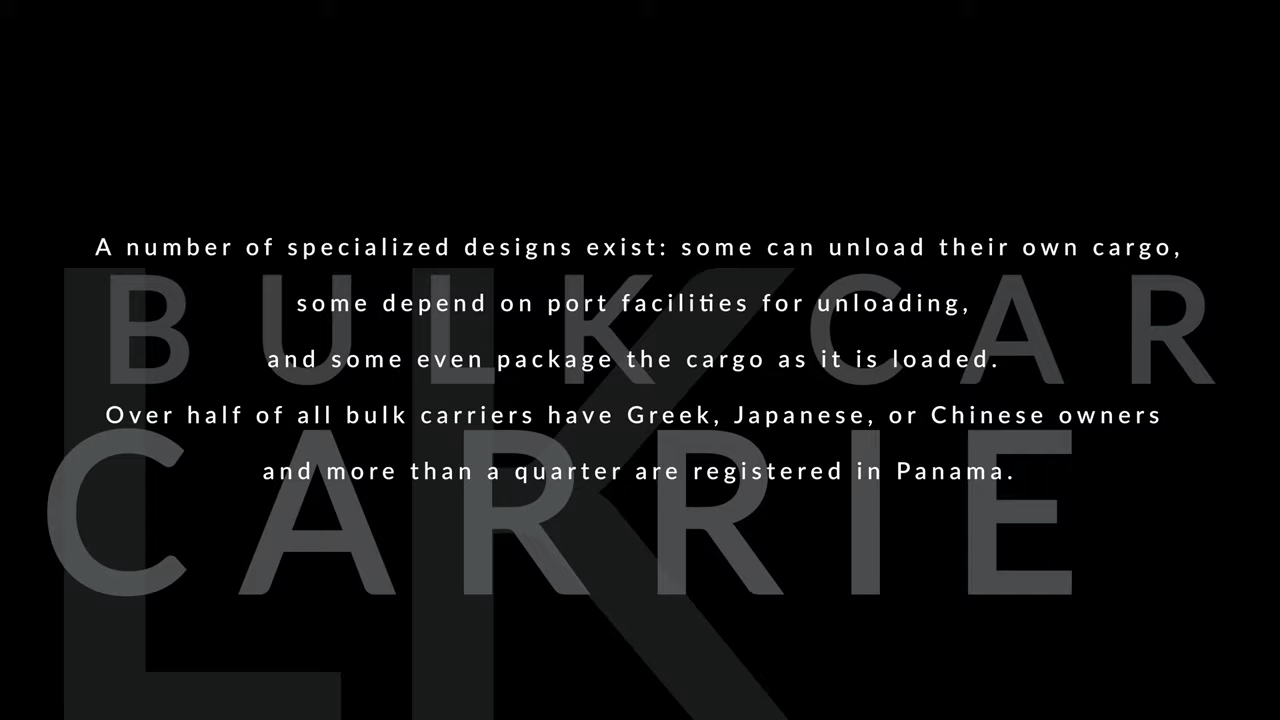 A number of specialized designs exist: some can unload their own cargo,
BULK CAR
some depend on port facilities for unloading,
and some even package the cargo as it is loaded.
Over half of all bulk carriers have Greek, Japanese, or Chinese owners
and more than a quarter are registered in Panama.
CARRIE
LK